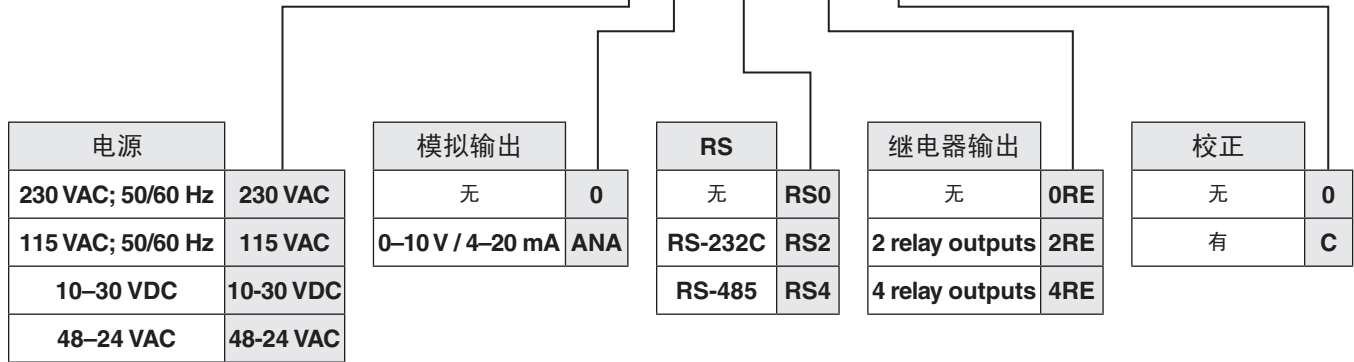 电源 模拟输出 RS 继电器输出 校正
230 VAC; 50/60 Hz 230 VAC 无 0 无 RS0 无 0RE 无 0
115 VAC; 50/60 Hz 115 VAC 0–10 V / 4–20 mA ANA RS-232C RS2 2 relay outputs 2RE 有 C
10–30 VDC 10-30 VDC RS-485 RS4 4 relay outputs 4RE
48–24 VAC 48-24 VAC